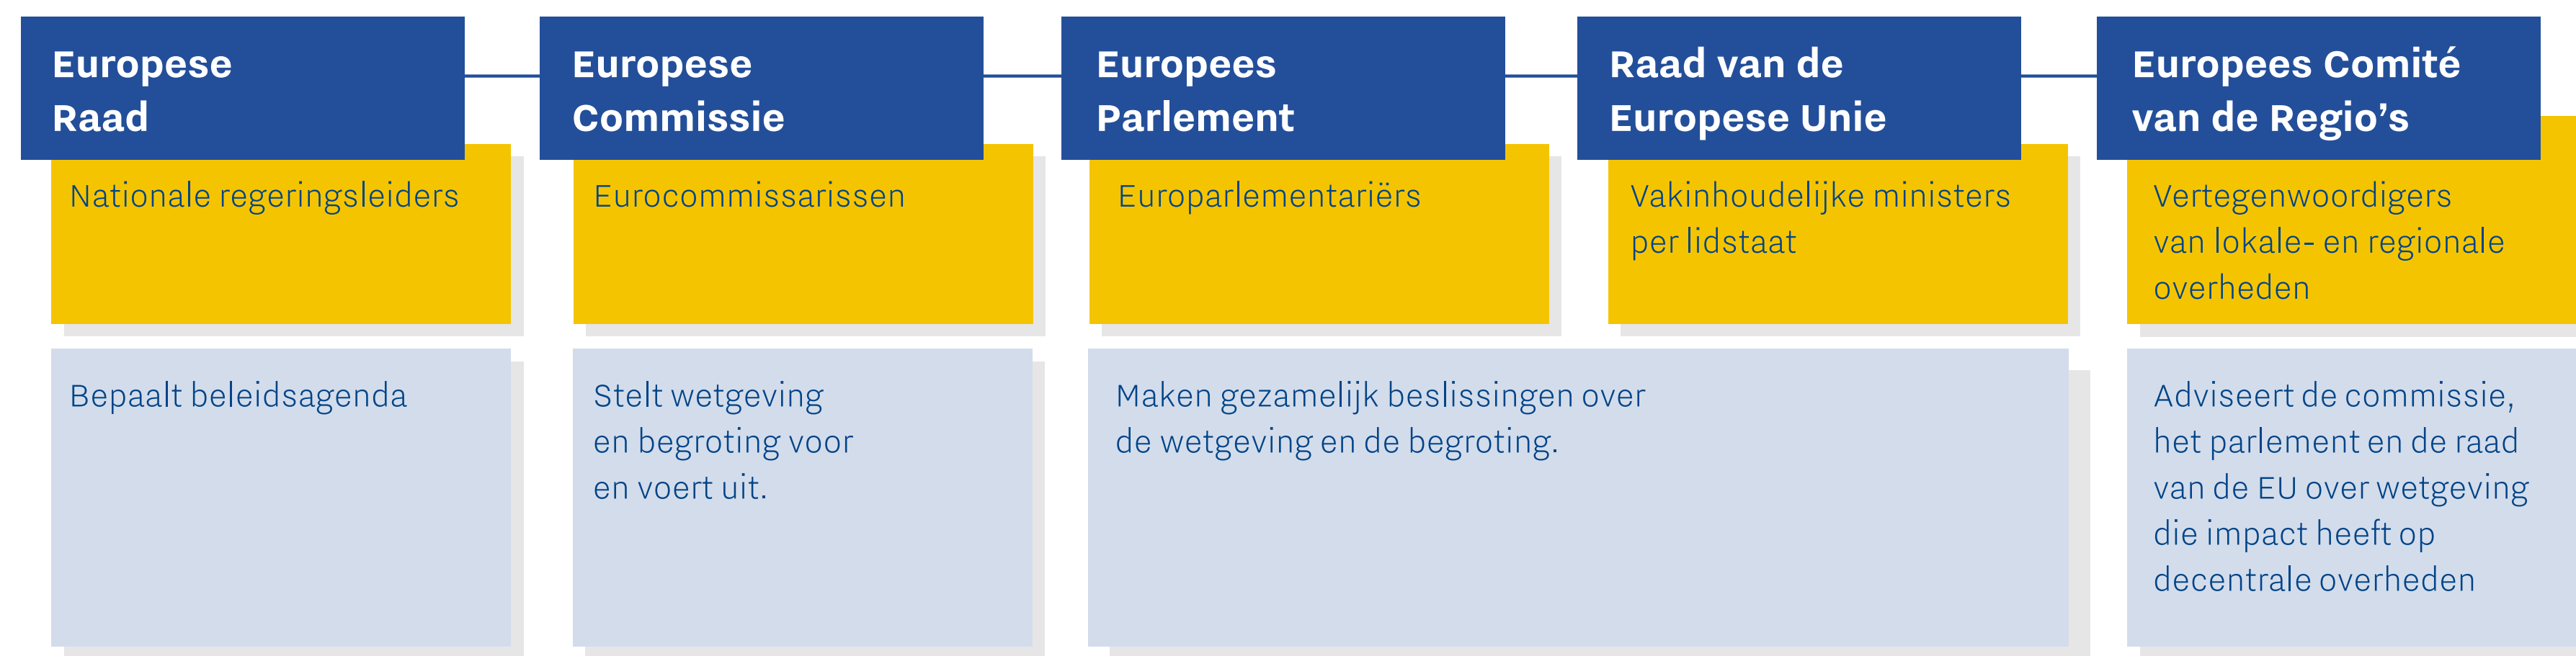 Europese
Raad
Nationale regeringsleiders
Bepaalt beleidsagenda
Europese
Commissie
Eurocommissarissen
Stelt wetgeving
en begroting voor
en voert uit.
Europees
Parlement
Europarlementariërs
Raad van de
Europese Unie
Vakinhoudelijke ministers
per lidstaat
Maken gezamelijk beslissingen over
de wetgeving en de begroting.
Europees Comité
van de Regio’s
Vertegenwoordigers
van lokale- en regionale
overheden
Adviseert de commissie,
het parlement en de raad
van de EU over wetgeving
die impact heeft op
decentrale overheden